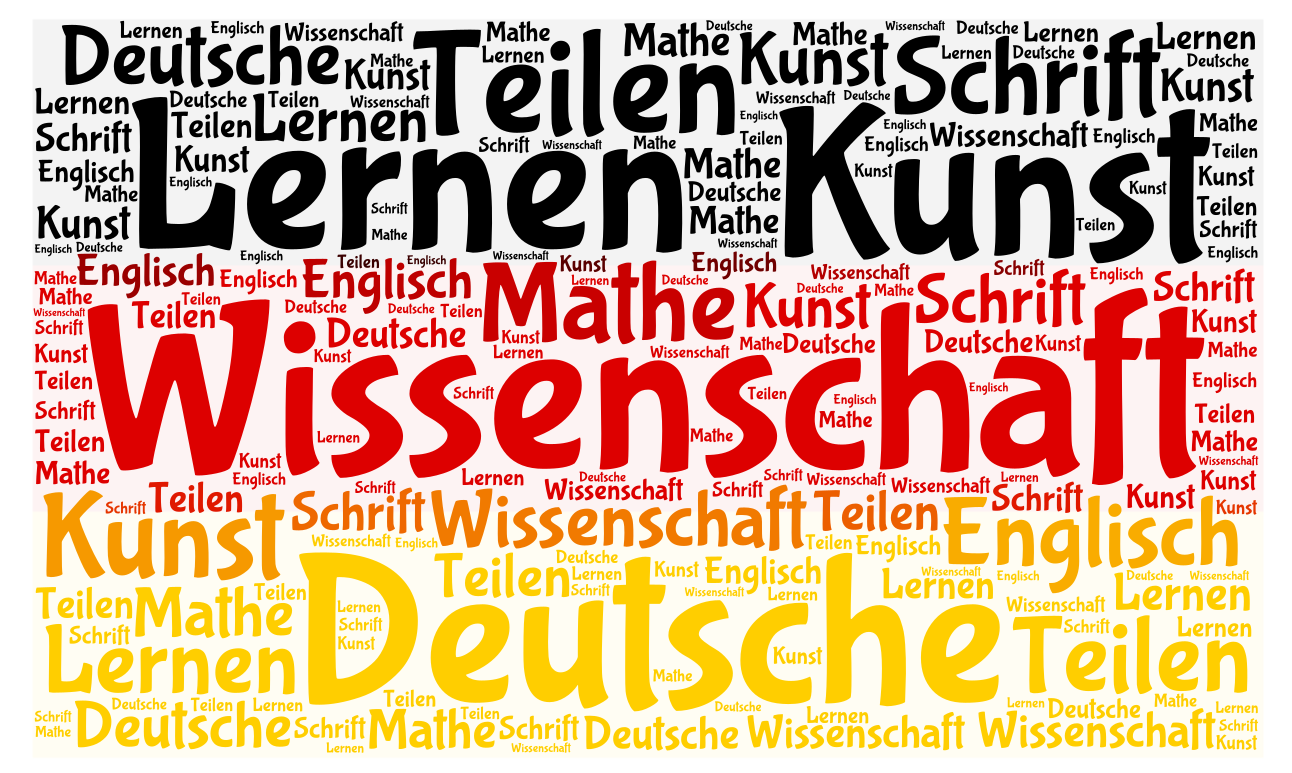 Lernen Englisch Wissenschaft Mathe Deutsche Wissenschaft Deutsche Lernen Lernen
Deutsche Mathe Kunst Teilen Lernen Mathe Kunst Mathe Schrift Lernen Deutsche Deutsche Kunst
Lernen Deutsche Teilen Wissenschaft Wissenschaft Deutsche
Schrift Teilen Lernen Englisch Englisch Wissenschaft Englisch Mathe
Englisch Kunst Schrift Wissenschaft Mathe Mathe Teilen Englisch Kunst Teilen
Mathe Englisch Lernen Deutsche Kunst Kunst Kunst
Kunst Schrift Mathe Mathe Teilen Teilen Schrift
Englisch Deutsche Englisch Wissenschaft Wissenschaft Englisch
Mathe Englisch Englisch Teilen Englisch Englisch Kunst Lernen Deutsche Englisch Wissenschaft Schrift Englisch Schrift
Mathe Teilen Deutsche Deutsche Teilen Mathe Kunst Deutsche Mathe Schrift
Wissenschaft Teilen Kunst
Schrift Deutsche Kunst Mathe Deutsche Deutsche Kunst
Kunst Kunst Lernen Wissenschaft Mathe
Teilen Wissenschaft Schrift Teilen Englisch Englisch
Schrift Englisch Mathe Teilen
Teilen Lernen Mathe Mathe
Mathe Kunst Englisch Lernen Deutsche Schrift Wissenschaft Lernen Wissenschaft Kunst
Schrift Teilen Schrift Wissenschaft Schrift Wissenschaft Schrift Kunst Kunst
Kunst Schrift Wissenschaft Teilen Englisch
Wissenschaft Englisch Teilen Englisch
Teilen Deutsche Lernen Kunst Englisch Wissenschaft Englisch Deutsche Wissenschaft
Teilen Mathe Teilen Schrift Wissenschaft Lernen Lernen Wissenschaft Lernen
Lernen Schrift Lernen Schrift Kunst Deutsche Teilen Schrift Lernen
Mathe Kunst
Schrift Deutsche Teilen Lernen Teilen Deutsche Lernen Deutsche Mathe Lernen
Mathe Deutsche Schrift Mathe Teilen Schrift Deutsche Wissenschaft Lernen Wissenschaft Schrift
Lernen Wissenschaft Kunst